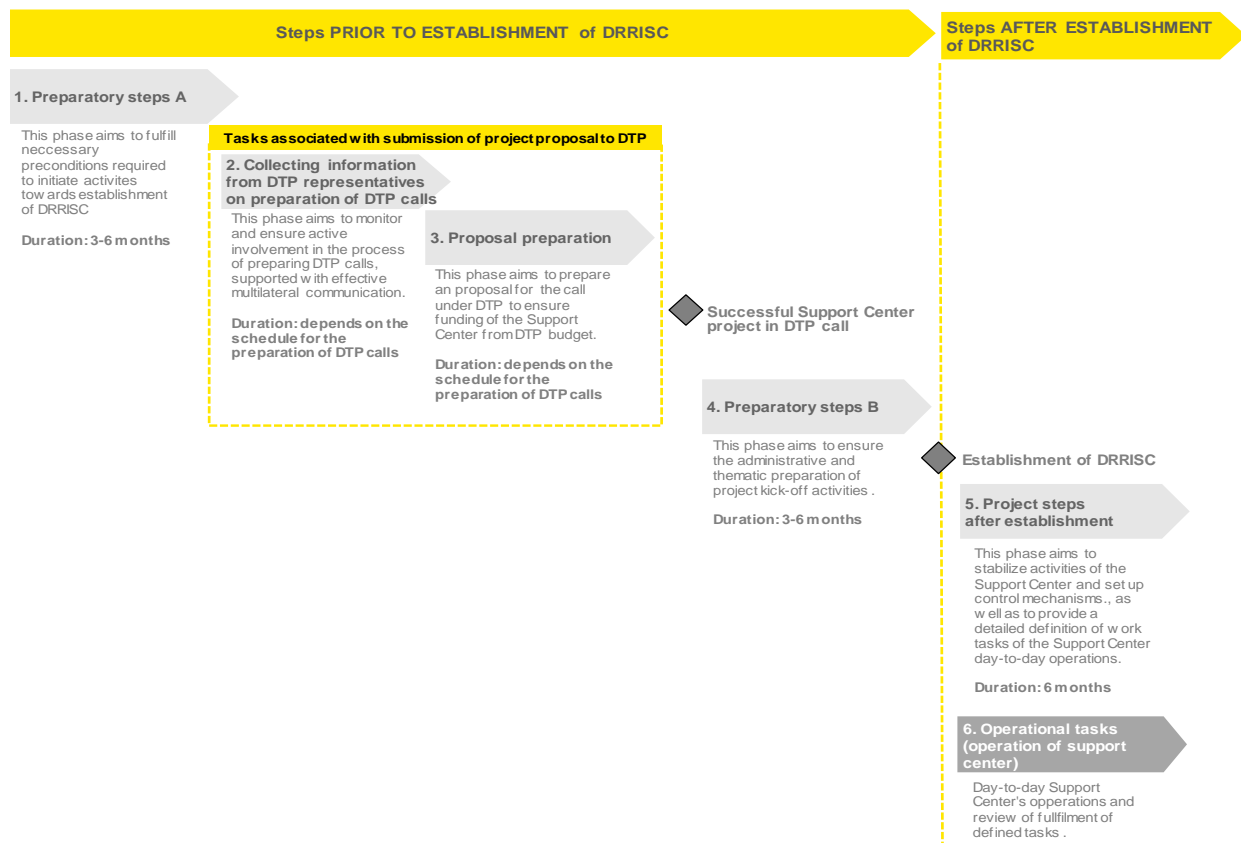 Steps PRIOR TO ESTABLISHMENT of DRRISC
Steps AFTER ESTABLISHMENT
of DRRISC
1. Preparatory steps A
This phase aims to fulfill
neccessary
preconditions required
to initiate activites
towards establishment
of DRRISC
Duration: 3-6 months
Tasks associated with submission of project proposal to DTP
2. Collecting information
from DTP representatives
on preparation of DTP calls
This phase aims to monitor
and ensure active
involvement in the process
of preparing DTP calls,
supported with effective
multilateral communication.
Duration: depends on the
schedule for the
preparation of DTP calls
3. Proposal preparation
This phase aims to prepare
an proposal for the call
under DTP to ensure
funding of the Support
Center from DTP budget.
Duration: depends on the
schedule for the
preparation of DTP calls
Successful Support Center
project in DTP call
4. Preparatory steps B
This phase aims to ensure
the administrative and
thematic preparation of
project kick-off activities .
Duration: 3-6 months
Establishment of DRRISC
5. Project steps
after establishment
This phase aims to
stabilize activities of the
Support Center and set up
control mechanisms., as
well as to provide a
detailed definition of work
tasks of the Support Center
day-to-day operations.
Duration: 6 months
6. Operational tasks
(operation of support
center)
Day-to-day Support
Center's opperations and
review of fullfilment of
defined tasks .